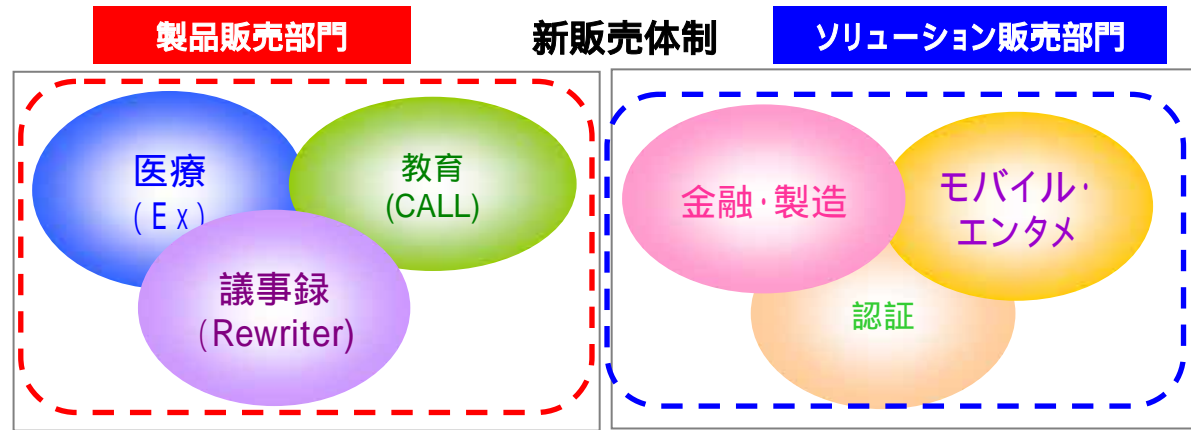 製品販売部門
新販売体制
ソリューション販売部門
医療
(Ex)
教育
(CALL)
議事録
(Rewriter)
金融・製造
モバイル・
エンタメ
認証